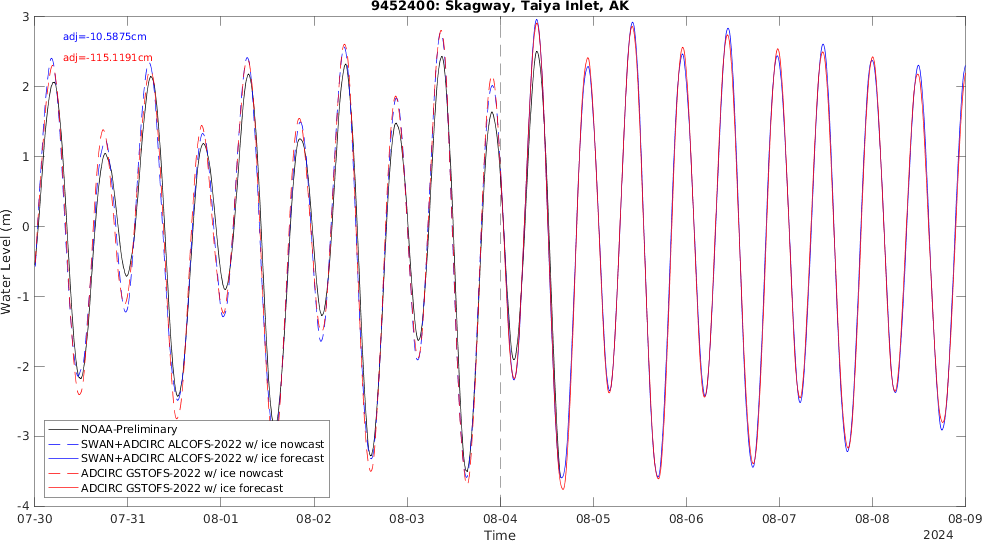 9452400: Skagway, Taiya Inlet, AK
adj=-10.5875cm
adj=-115.1191cm
Water Level (m)
3
2
1
0
-1
-2
-3
-4
NOAA-Preliminary
SWAN+ADCIRC ALCOFS-2022 w/ ice nowcast
SWAN+ADCIRC ALCOFS-2022 w/ ice forecast
ADCIRC GSTOFS-2022 w/ ice nowcast
ADCIRC GSTOFS-2022 w/ ice forecast
07-30 07-31 08-01 08-02 08-03 08-04 08-05 08-06 08-07 08-08 08-09
Time
2024